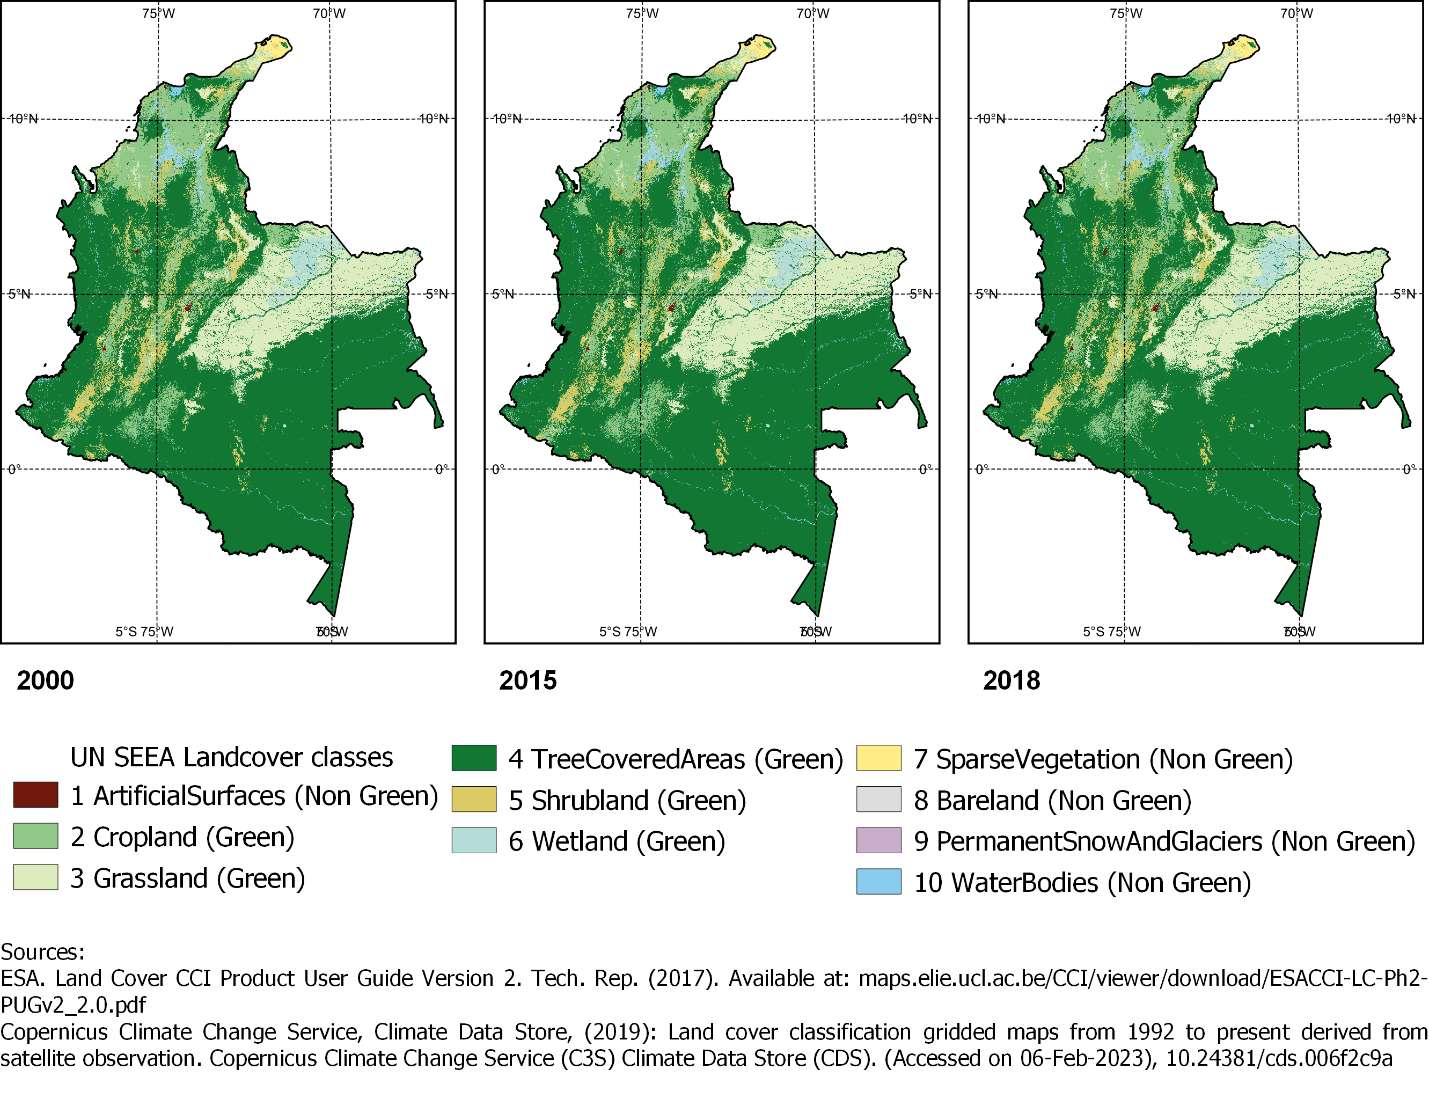 75°W 70°W 75°W 70°W 75°W 70°W
10°N 10°N 10°N 10°N 10°N 10°N
5°N 5°N 5°N 5°N 5°N 5°N
0° 0° 0° 0° 0° 0°
5°S 75°W 5°S 75°W 5°S 75°W
2000 2015 2018
UN SEEA Landcover classes
1 ArtificialSurfaces (Non Green)
2 Cropland (Green)
3 Grassland (Green)
4 TreeCoveredAreas (Green)
5 Shrubland (Green)
6 Wetland (Green)
7 SparseVegetation (Non Green)
8 Bareland (Non Green)
9 PermanentSnowAndGlaciers (Non Green)
10 WaterBodies (Non Green)
Sources:
ESA. Land Cover CCI Product User Guide Version 2. Tech. Rep. (2017). Available at: maps.elie.ucl.ac.be/CCI/viewer/download/ESACCI-LC-Ph2-
PUGv2_2.0.pdf
Copernicus Climate Change Service, Climate Data Store, (2019): Land cover classification gridded maps from 1992 to present derived from
satellite observation. Copernicus Climate Change Service (C3S) Climate Data Store (CDS). (Accessed on 06-Feb-2023), 10.24381/cds.006f2c9a